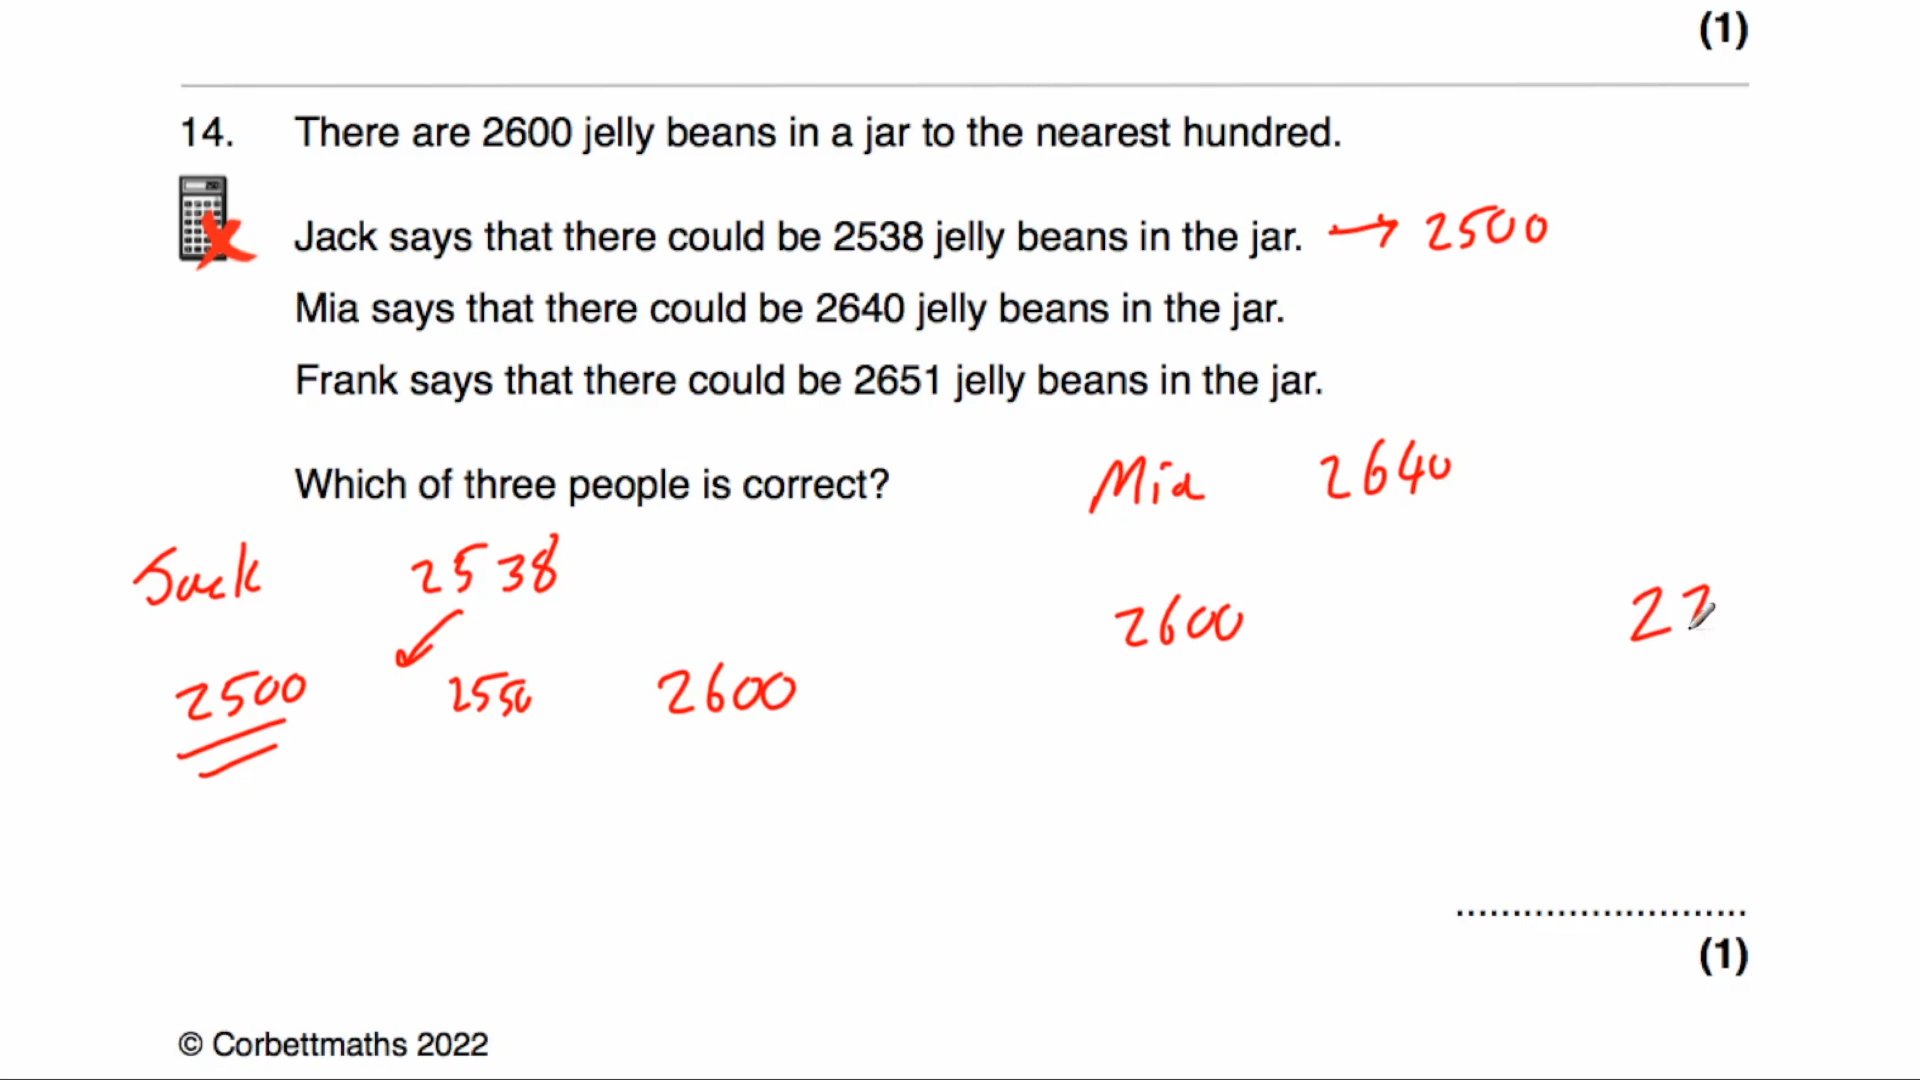 (1)
14. There are 2600 jelly beans in a jar to the nearest hundred.
Jack says that there could be 2538 jelly beans in the jar. → 2500
Mia says that there could be 2640 jelly beans in the jar.
Frank says that there could be 2651 jelly beans in the jar.
Which of three people is correct?
Mia 2640
Jack 2538
2600 27
2500 2550 2600
..........................
(1)
© Corbettmaths 2022